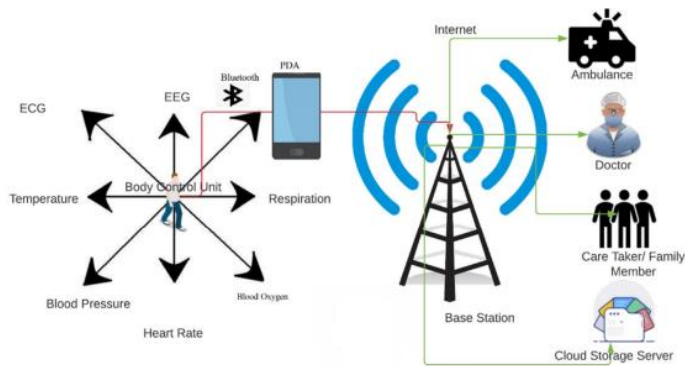 Internet
Ambulance
PDA
Bluetooth
EEG
ECG
Doctor
Body Control Unit
Temperature
Respiration
Care Taker/ Family
Member
Blood Oxygen
Blood Pressure
Base Station
Heart Rate
Cloud Storage Server